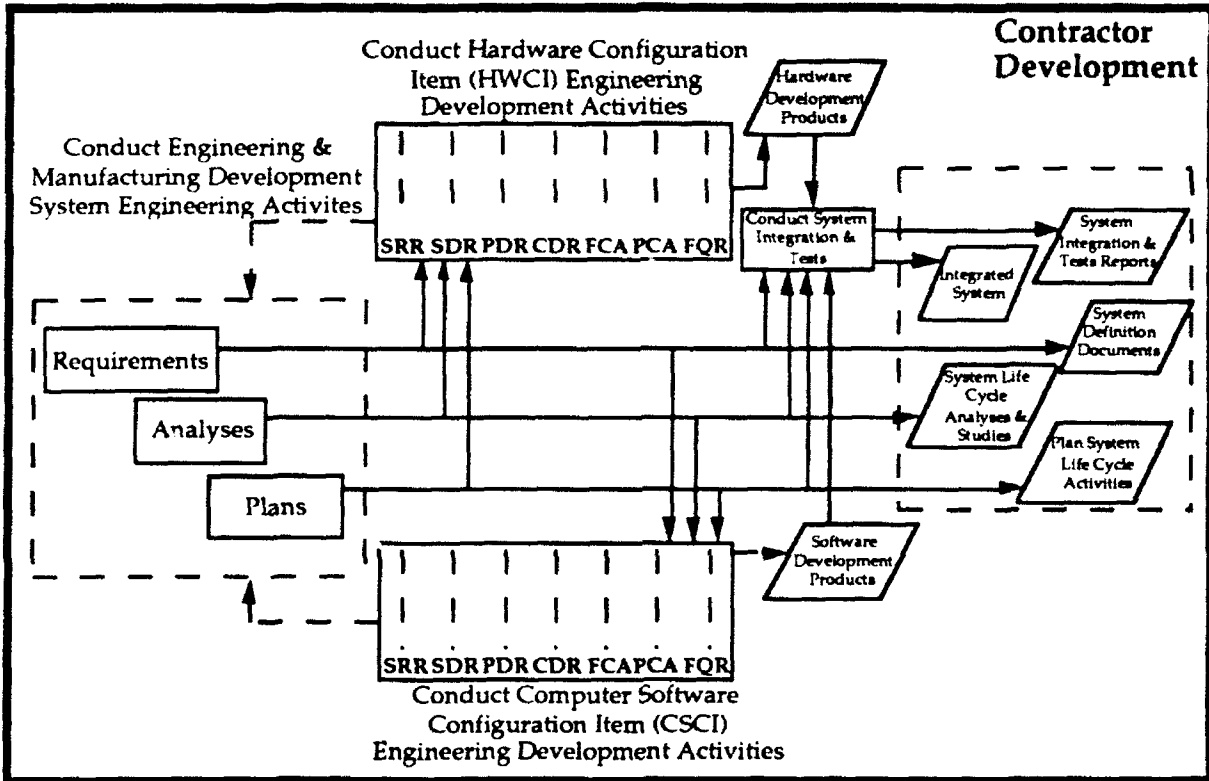 Contractor
Development
Conduct Hardware Configuration
Item (HWCI) Engineering
Development Activities
Hardware
Development
Products
Conduct Engineering &
Manufacturing Development
System Engineering Activites
SRR SDR PDR CDR FCA PCA FQR
Conduct System
Integration &
Tests
System
Integration &
Tests Reports
Integrated
System
Requirements
System
Definition
Documents
Analyses
System Life
Cycle
Analyses &
Studies
Plans
Plan System
Life Cycle
Activities
Software
Development
Products
SRR SDR PDR CDR FCA PCA FQR
Conduct Computer Software
Configuration Item (CSCI)
Engineering Development Activities